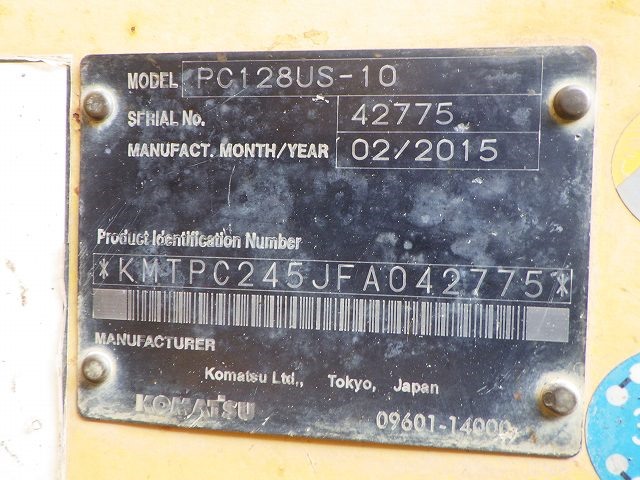 MODEL PC128US-10
SERIAL No. 42775
MANUFACT. MONTH/YEAR 02/2015
Product Identification Number
*KMTPC245JFA042775*
MANUFACTURER
Komatsu Ltd., Tokyo, Japan
KOMATSU 09601-14000